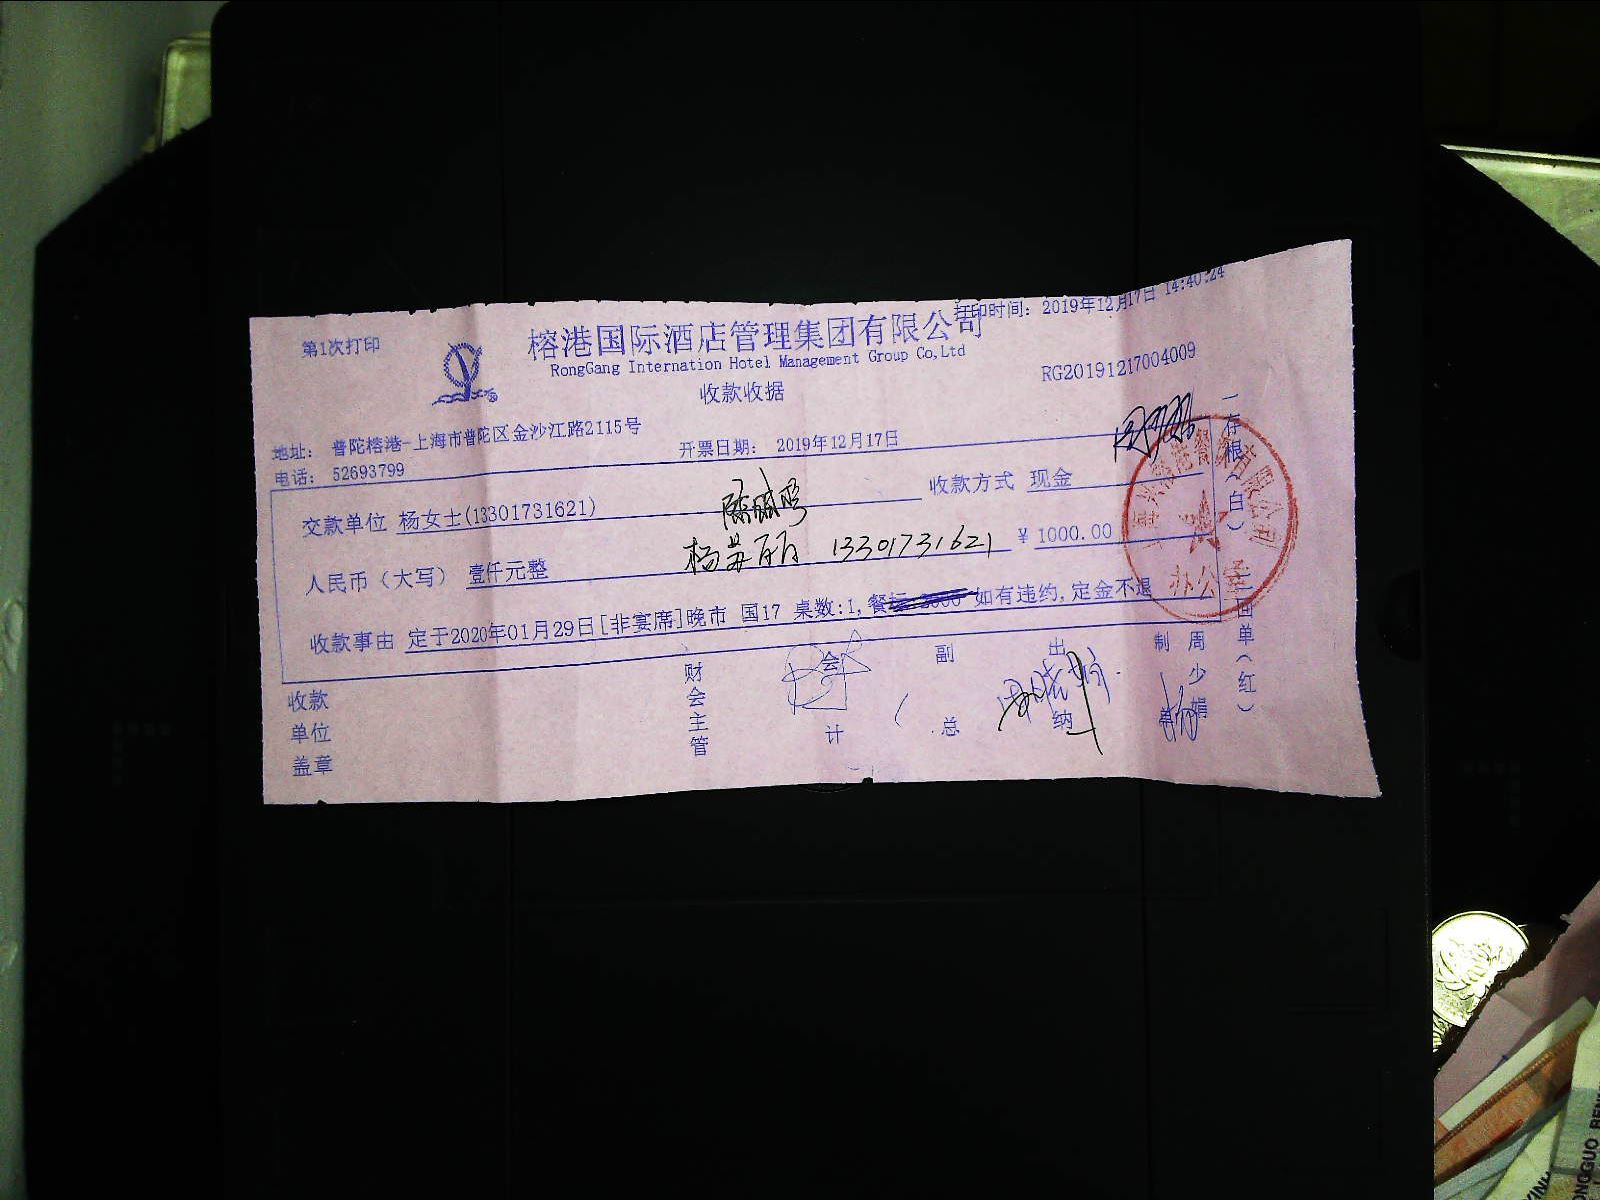 第1次打印
打印时间: 2019年12月17日 14:40:24
榕港国际酒店管理集团有限公司
RongGang Internation Hotel Management Group Co,Ltd
收款收据
RG20191217004009
地址: 普陀榕港-上海市普陀区金沙江路2115号
电话: 52693799
开票日期: 2019年12月17日
交款单位 杨女士(13301731621)
收款方式 现金
人民币（大写） 壹仟元整
13301731621
¥ 1000.00
收款事由 定于2020年01月29日[非宴席]晚市 国17 桌数:1, 如有违约,定金不退
收款单位盖章
财会主管
会计
副总
出纳
制单
周少娟
一存根(白) 二回单(红)
办公
GUO